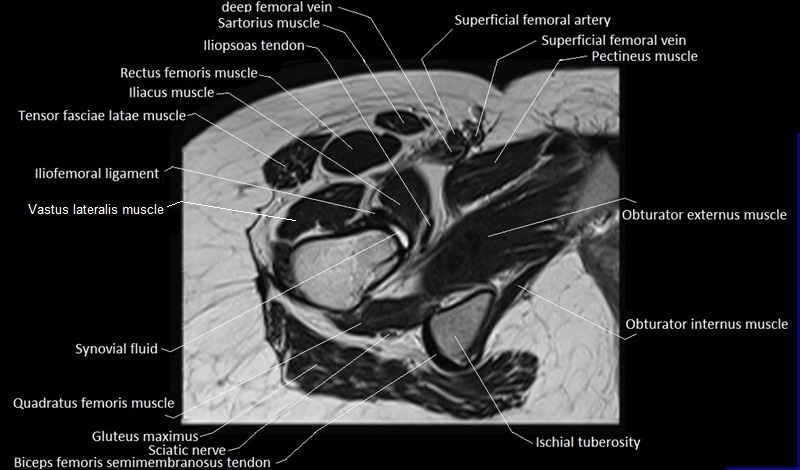 deep femoral vein
Sartorius muscle
Superficial femoral artery
Iliopsoas tendon
Superficial femoral vein
Pectineus muscle
Rectus femoris muscle
Iliacus muscle
Tensor fasciae latae muscle
Iliofemoral ligament
Vastus lateralis muscle
Obturator externus muscle
Obturator internus muscle
Synovial fluid
Quadratus femoris muscle
Gluteus maximus
Sciatic nerve
Ischial tuberosity
Biceps femoris semimembranosus tendon